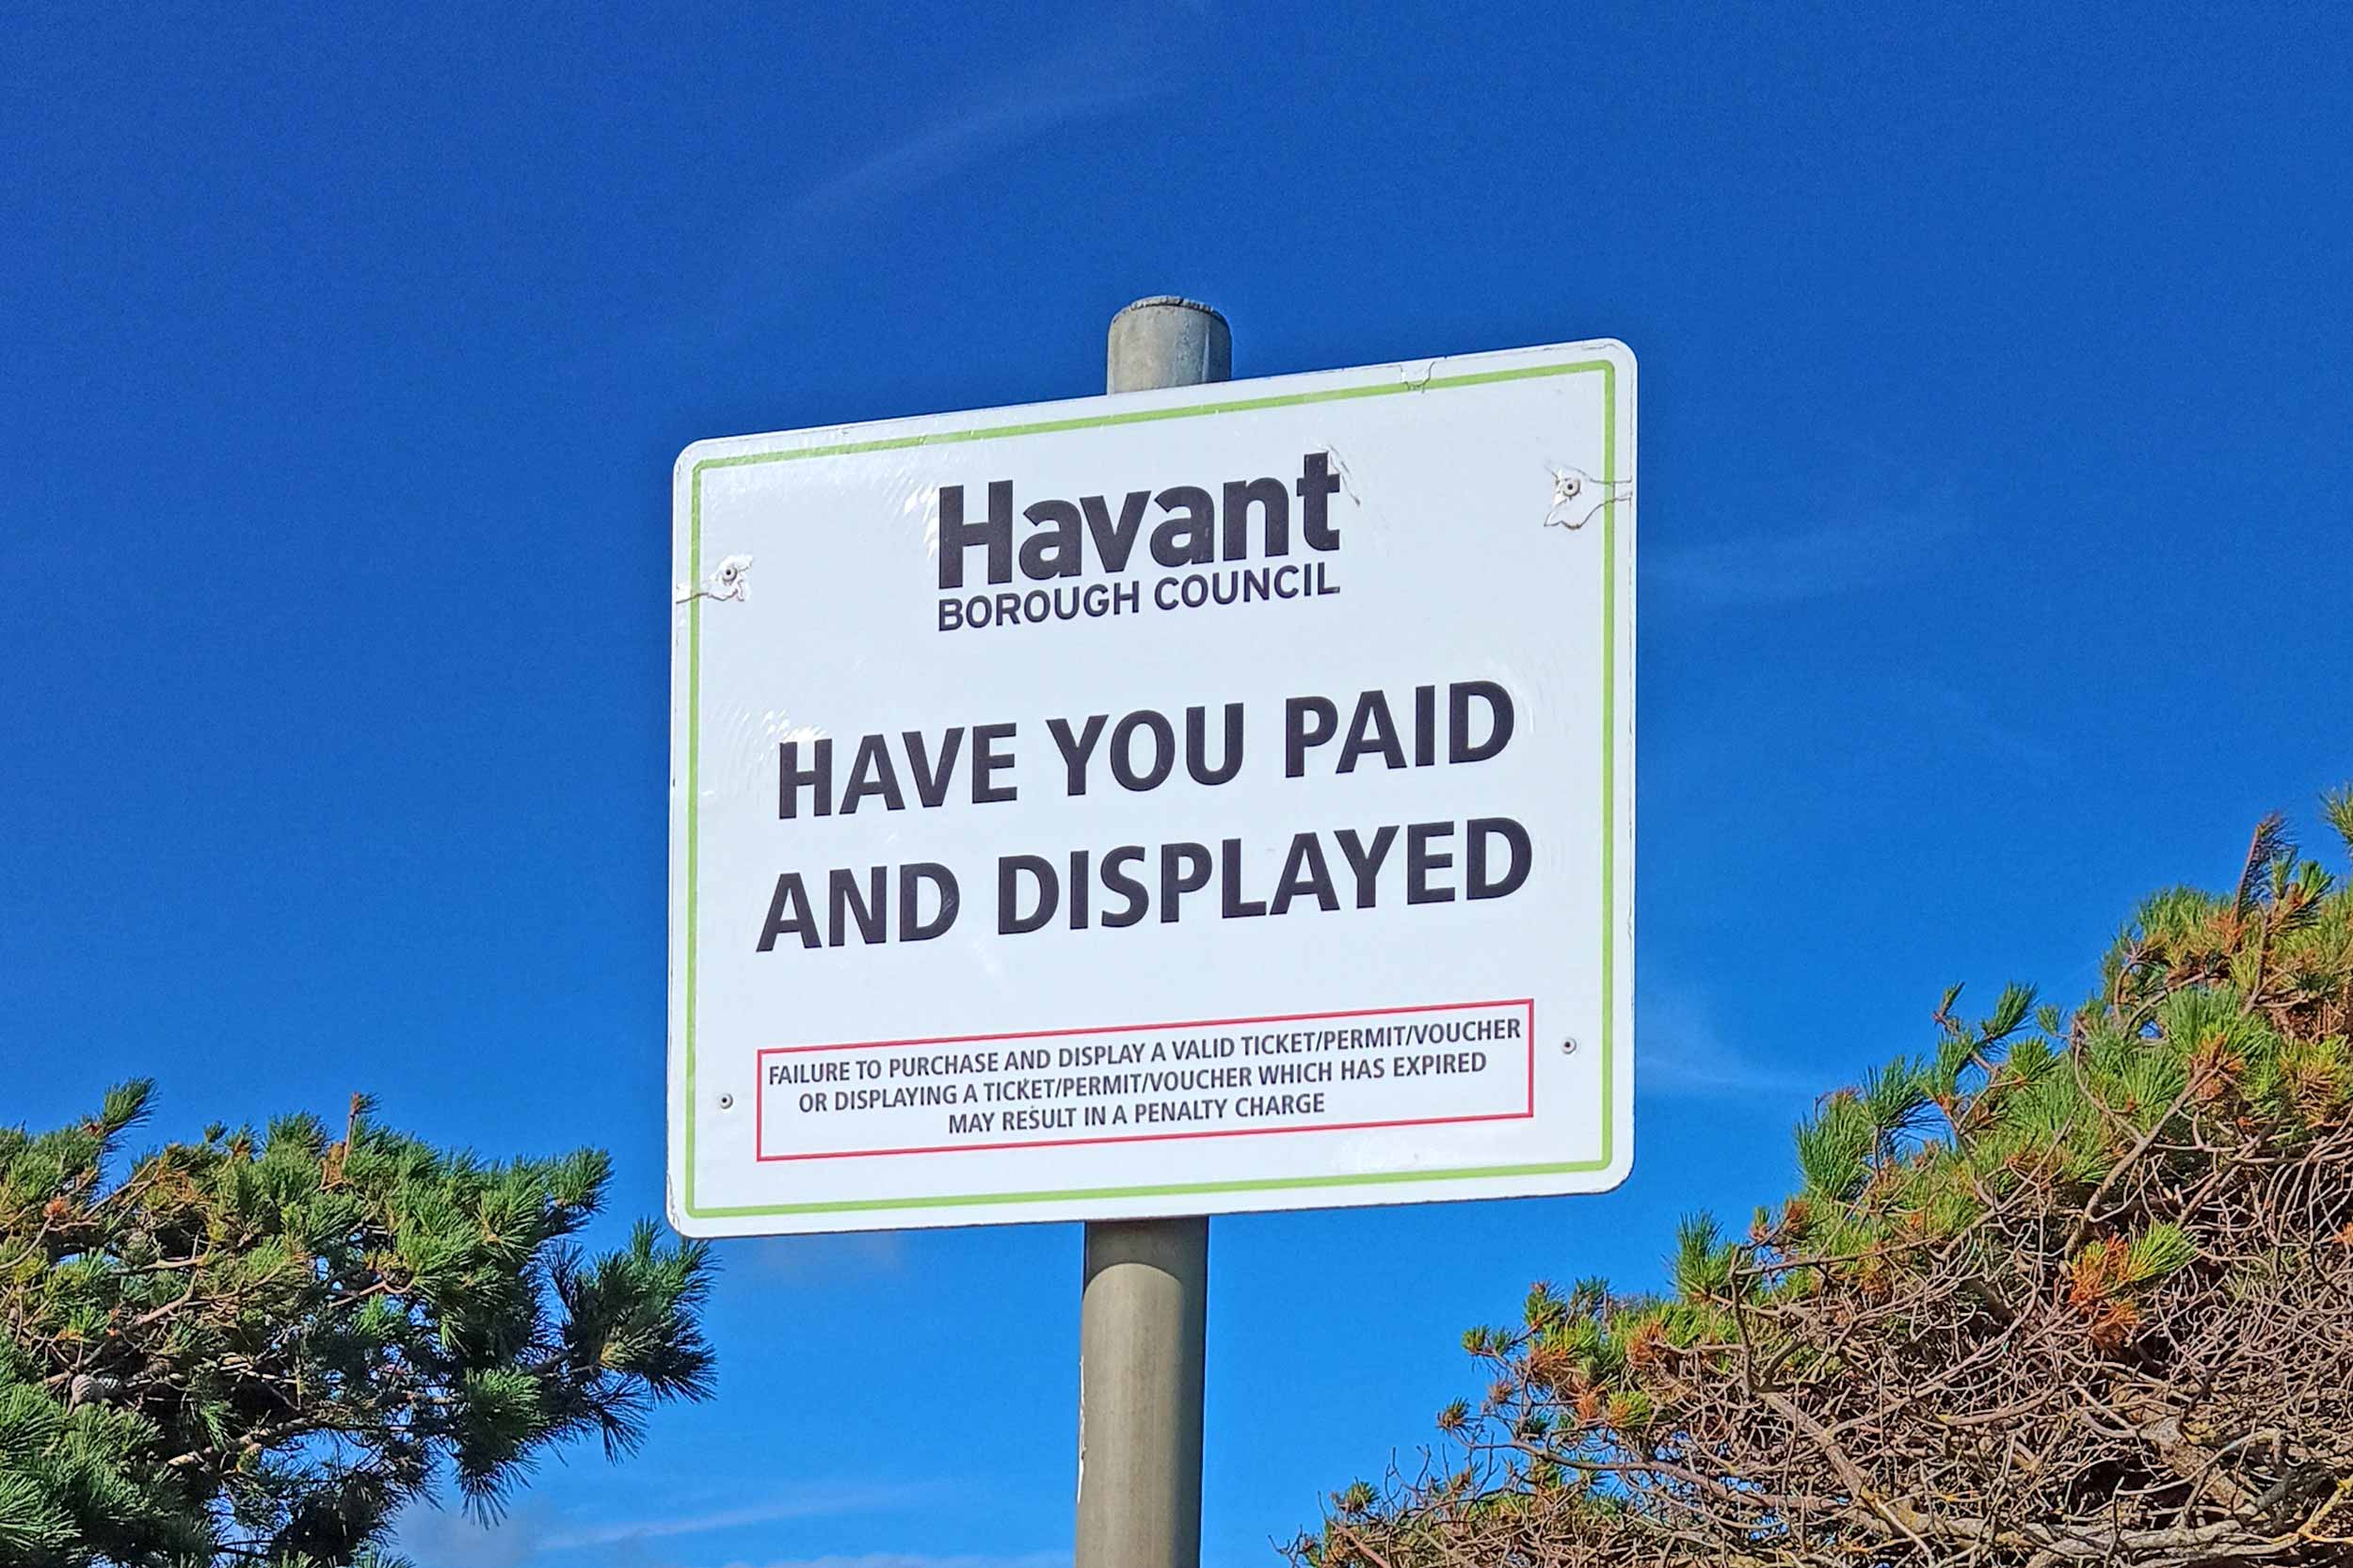 Havant
BOROUGH COUNCIL
HAVE YOU PAID
AND DISPLAYED
FAILURE TO PURCHASE AND DISPLAY A VALID TICKET/PERMIT/VOUCHER
OR DISPLAYING A TICKET/PERMIT/VOUCHER WHICH HAS EXPIRED
MAY RESULT IN A PENALTY CHARGE